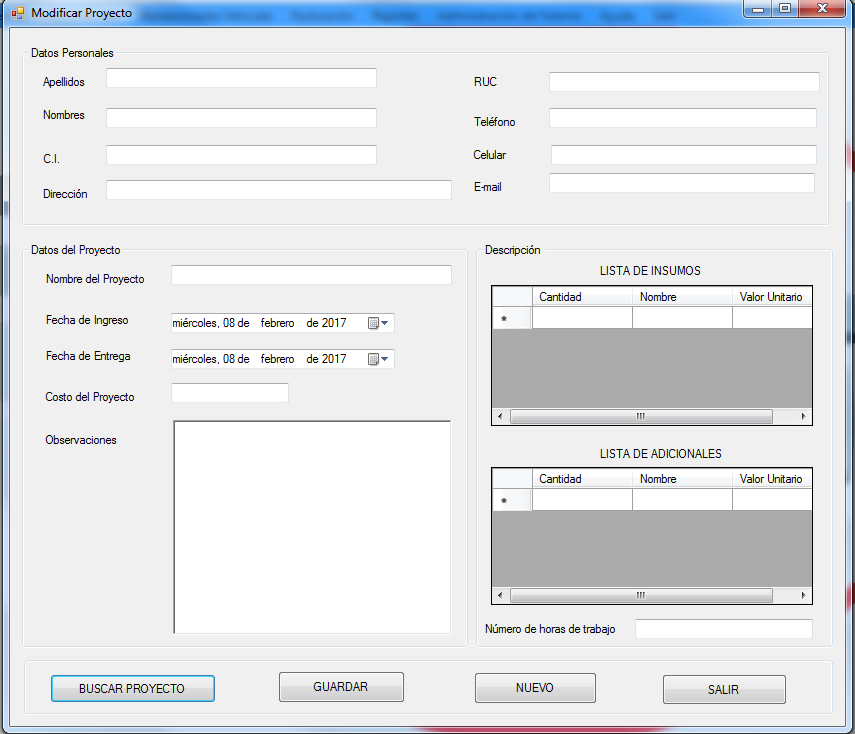 Modificar Proyecto
Datos Personales
Apellidos
RUC
Nombres
Teléfono
C.I.
Celular
Dirección
E-mail
Datos del Proyecto
Nombre del Proyecto
Fecha de Ingreso
miércoles, 08 de febrero de 2017
Fecha de Entrega
miércoles, 08 de febrero de 2017
Costo del Proyecto
Observaciones
Descripción
LISTA DE INSUMOS
Cantidad Nombre Valor Unitario
*
LISTA DE ADICIONALES
Cantidad Nombre Valor Unitario
*
Número de horas de trabajo
BUSCAR PROYECTO GUARDAR NUEVO SALIR